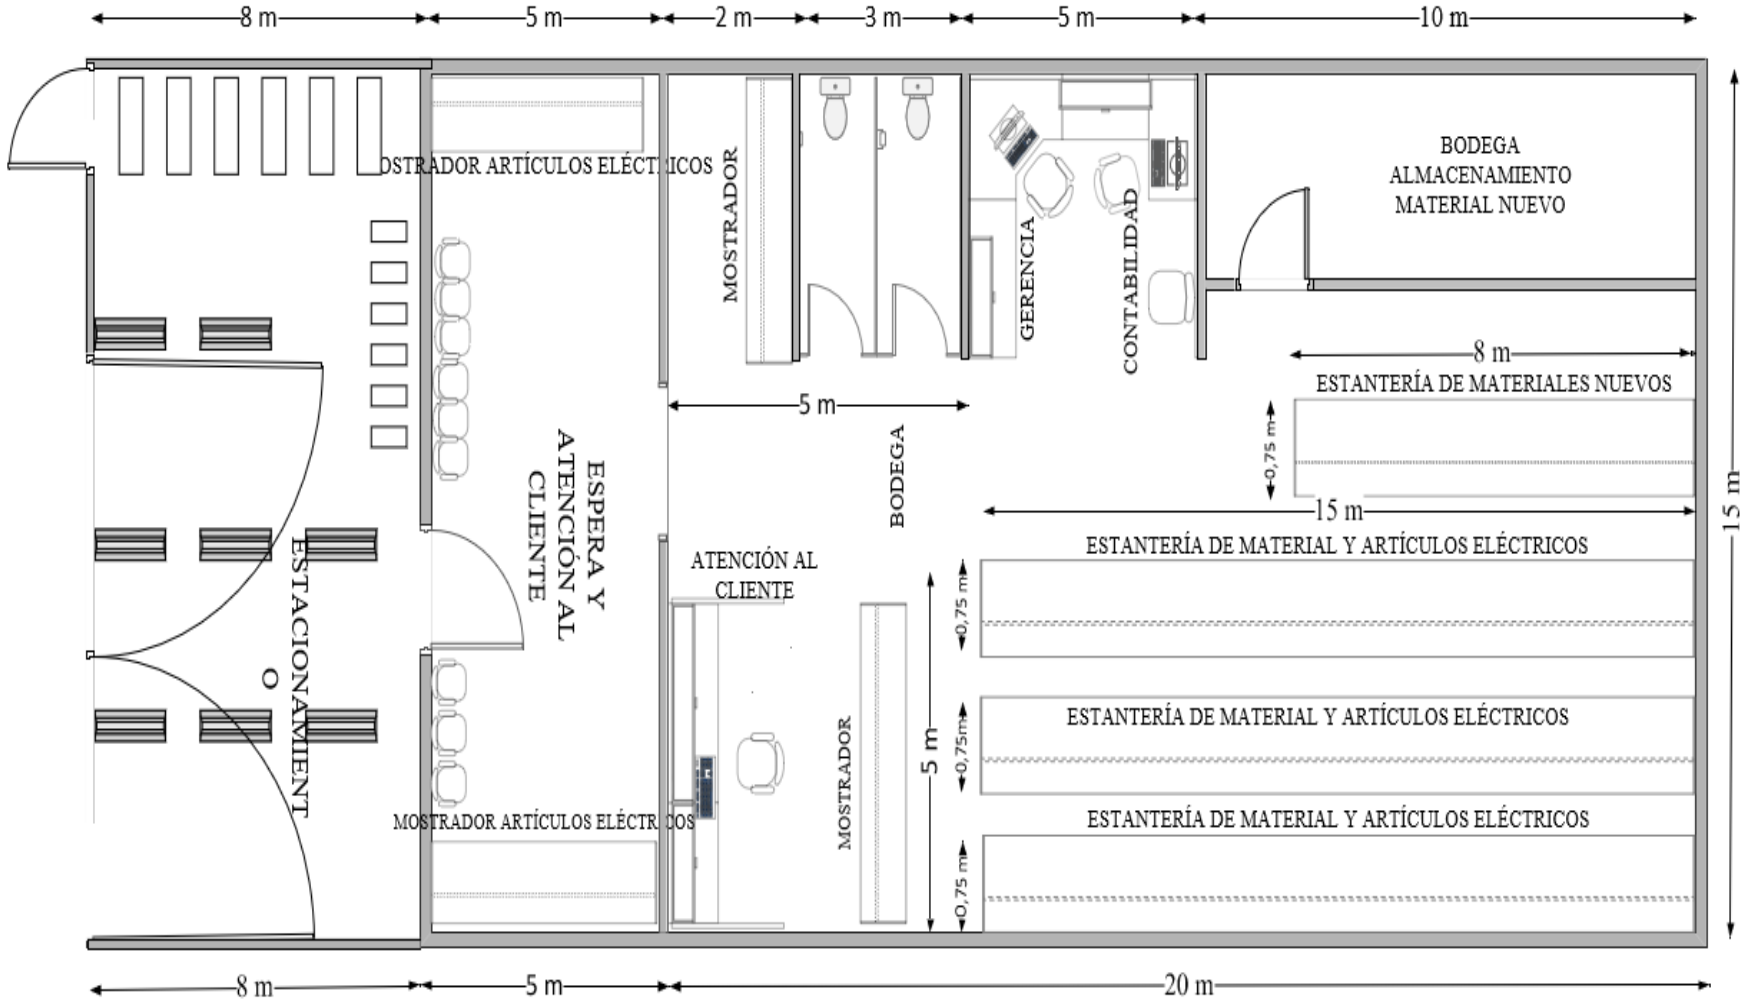 8 m
5 m
2 m
3 m
5 m
10 m
OSTRADOR ARTÍCULOS ELÉCTRICOS
MOSTRADOR
GERENCIA
CONTABILIDAD
BODEGA
ALMACENAMIENTO
MATERIAL NUEVO
8 m
ESTANTERÍA DE MATERIALES NUEVOS
0,75 m
5 m
BODEGA
ESPERA Y
ATENCIÓN AL
CLIENTE
15 m
15 m
ESTANTERÍA DE MATERIAL Y ARTÍCULOS ELÉCTRICOS
0,75 m
ATENCIÓN AL
CLIENTE
ESTACIONAMIENT
O
5 m
MOSTRADOR
0,75m
ESTANTERÍA DE MATERIAL Y ARTÍCULOS ELÉCTRICOS
MOSTRADOR ARTÍCULOS ELÉCTRICOS
ESTANTERÍA DE MATERIAL Y ARTÍCULOS ELÉCTRICOS
0,75 m
8 m
5 m
20 m